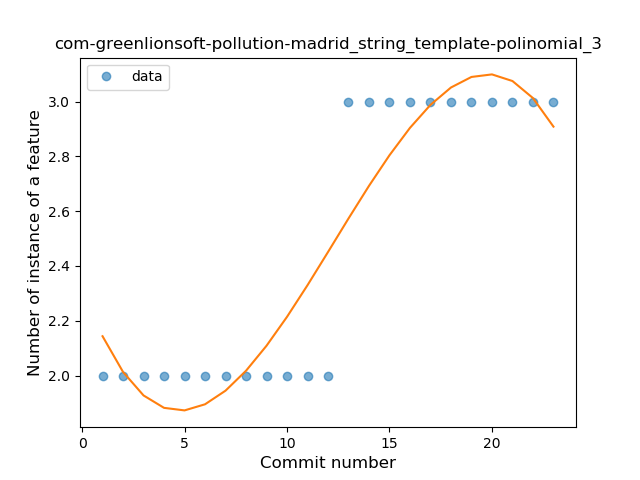 com-greenlionsoft-pollution-madrid_string_template-polinomial_3
data
Number of instance of a feature
3.0
2.8
2.6
2.4
2.2
2.0
0 5 10 15 20
Commit number